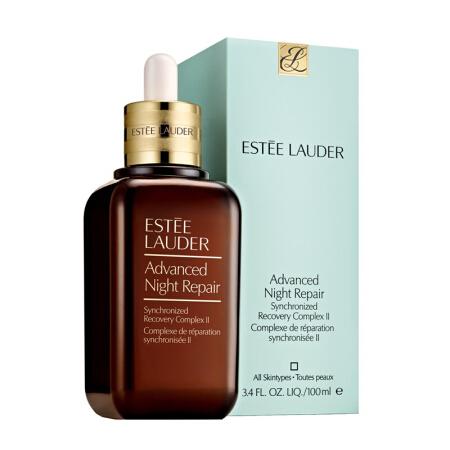 ESTĒE LAUDER
ESTĒE
LAUDER
Advanced
Night Repair
Synchronized
Recovery Complex II
Complexe de réparation
synchronisée II
EL
ESTĒE LAUDER
Advanced
Night Repair
Synchronized
Recovery Complex II
Complexe de réparation
synchronisée II
All Skintypes • Toutes peaux
3.4 FL. OZ. LIQ./100ml ℮